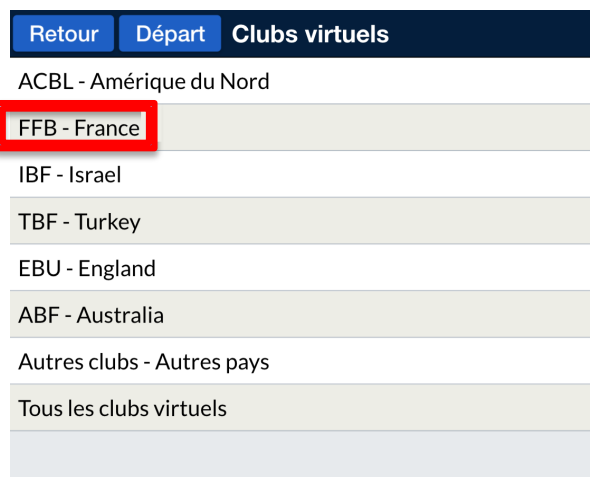 Retour Départ Clubs virtuels
ACBL - Amérique du Nord
FFB - France
IBF - Israel
TBF - Turkey
EBU - England
ABF - Australia
Autres clubs - Autres pays
Tous les clubs virtuels